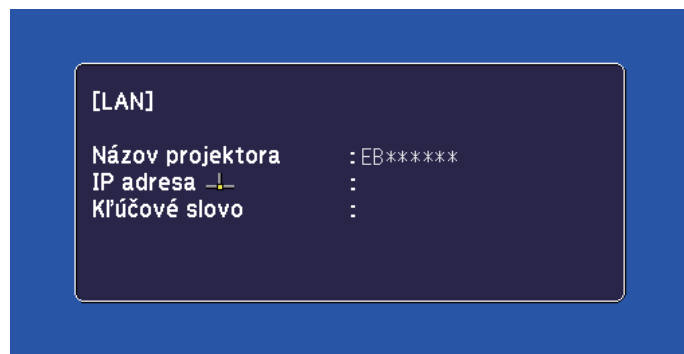 [LAN]
Názov projektora : EB******
IP adresa :
Kľúčové slovo :